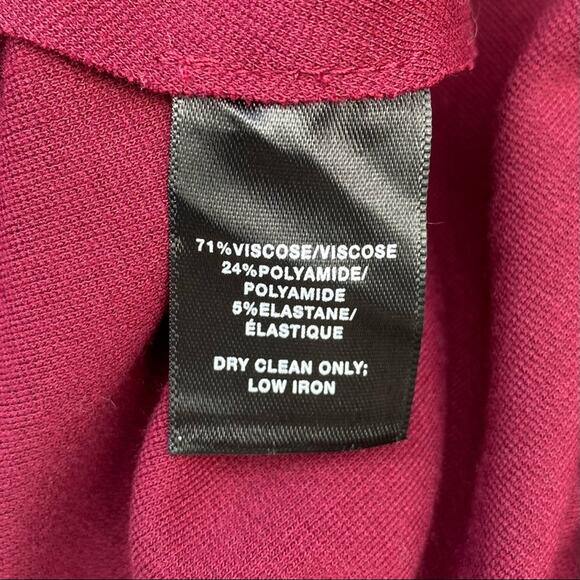 71%VISCOSE/VISCOSE
24%POLYAMIDE/
POLYAMIDE
5%ELASTANE/
ÉLASTIQUE
DRY CLEAN ONLY;
LOW IRON